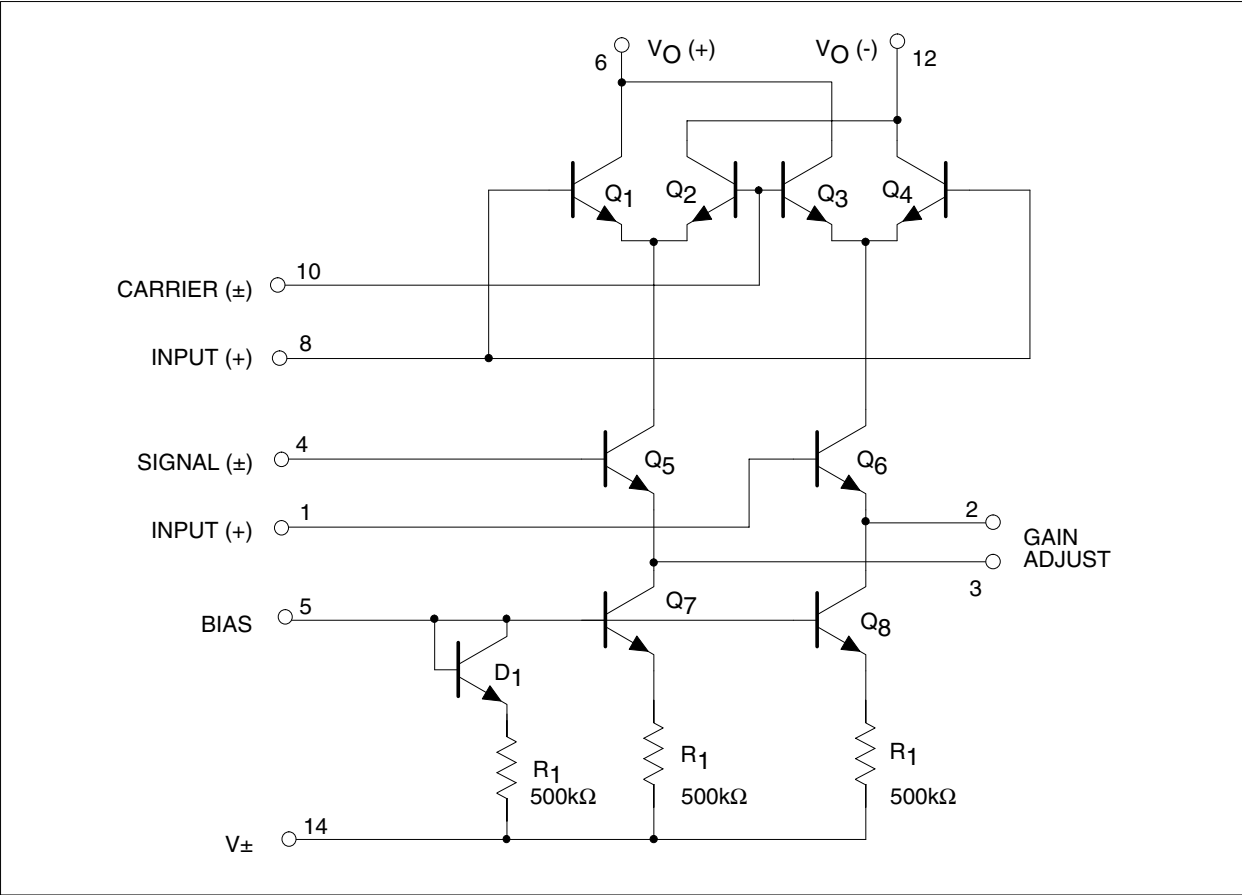 6 VO (+) VO (-) 12
Q1 Q2 Q3 Q4
CARRIER (±) 10
INPUT (+) 8
SIGNAL (±) 4 Q5 Q6
INPUT (+) 1
2
GAIN
ADJUST
3
BIAS 5 Q7 Q8
D1
R1 R1 R1
500kΩ 500kΩ 500kΩ
V± 14